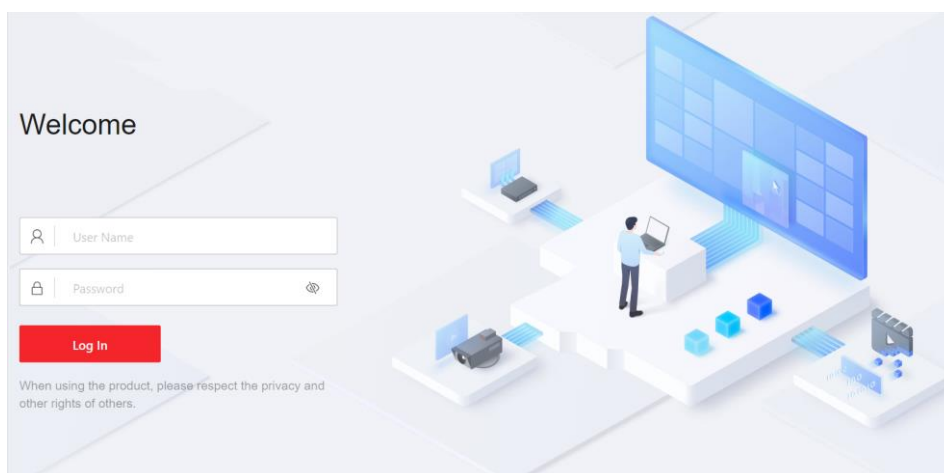 Welcome
User Name
Password
Log In
When using the product, please respect the privacy and
other rights of others.